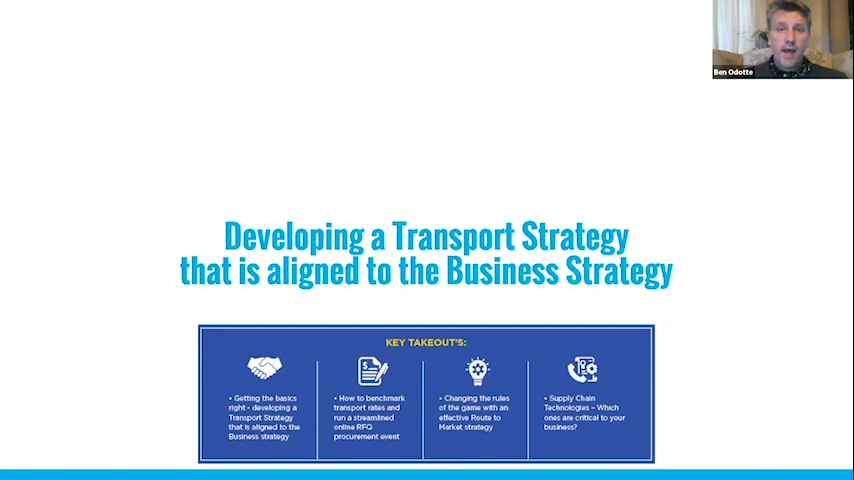 Ben Odotte
Developing a Transport Strategy
that is aligned to the Business Strategy
KEY TAKEOUT'S:
• Getting the basics
right - developing a
Transport Strategy
that is aligned to the
Business strategy
• How to benchmark
transport rates and
run a streamlined
online RFQ
procurement event
• Changing the rules
of the game with an
effective Route to
Market strategy
• Supply Chain
Technologies – Which
ones are critical to your
business?